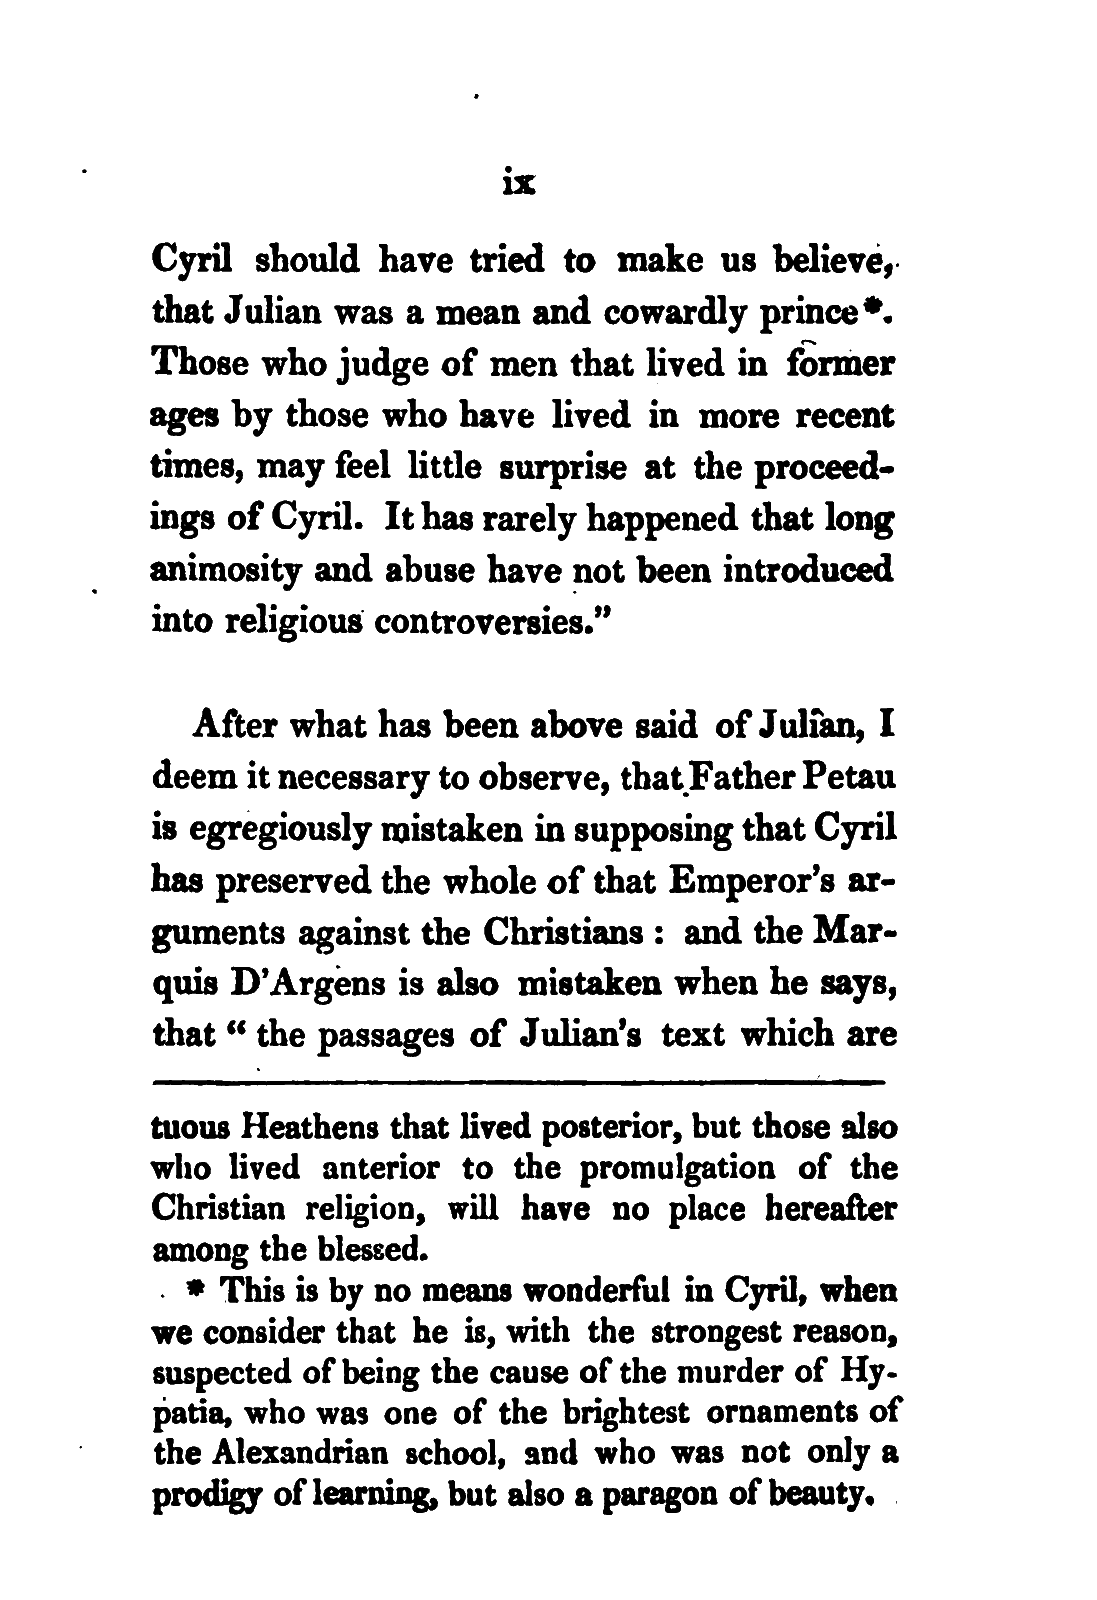 ix
Cyril should have tried to make us believe,
that Julian was a mean and cowardly prince*.
Those who judge of men that lived in former
ages by those who have lived in more recent
times, may feel little surprise at the proceed-
ings of Cyril. It has rarely happened that long
animosity and abuse have not been introduced
into religious controversies.”
After what has been above said of Julian, I
deem it necessary to observe, that Father Petau
is egregiously mistaken in supposing that Cyril
has preserved the whole of that Emperor’s ar-
guments against the Christians : and the Mar-
quis D’Argens is also mistaken when he says,
that “ the passages of Julian’s text which are
tuous Heathens that lived posterior, but those also
who lived anterior to the promulgation of the
Christian religion, will have no place hereafter
among the blessed.
* This is by no means wonderful in Cyril, when
we consider that he is, with the strongest reason,
suspected of being the cause of the murder of Hy-
patia, who was one of the brightest ornaments of
the Alexandrian school, and who was not only a
prodigy of learning, but also a paragon of beauty.